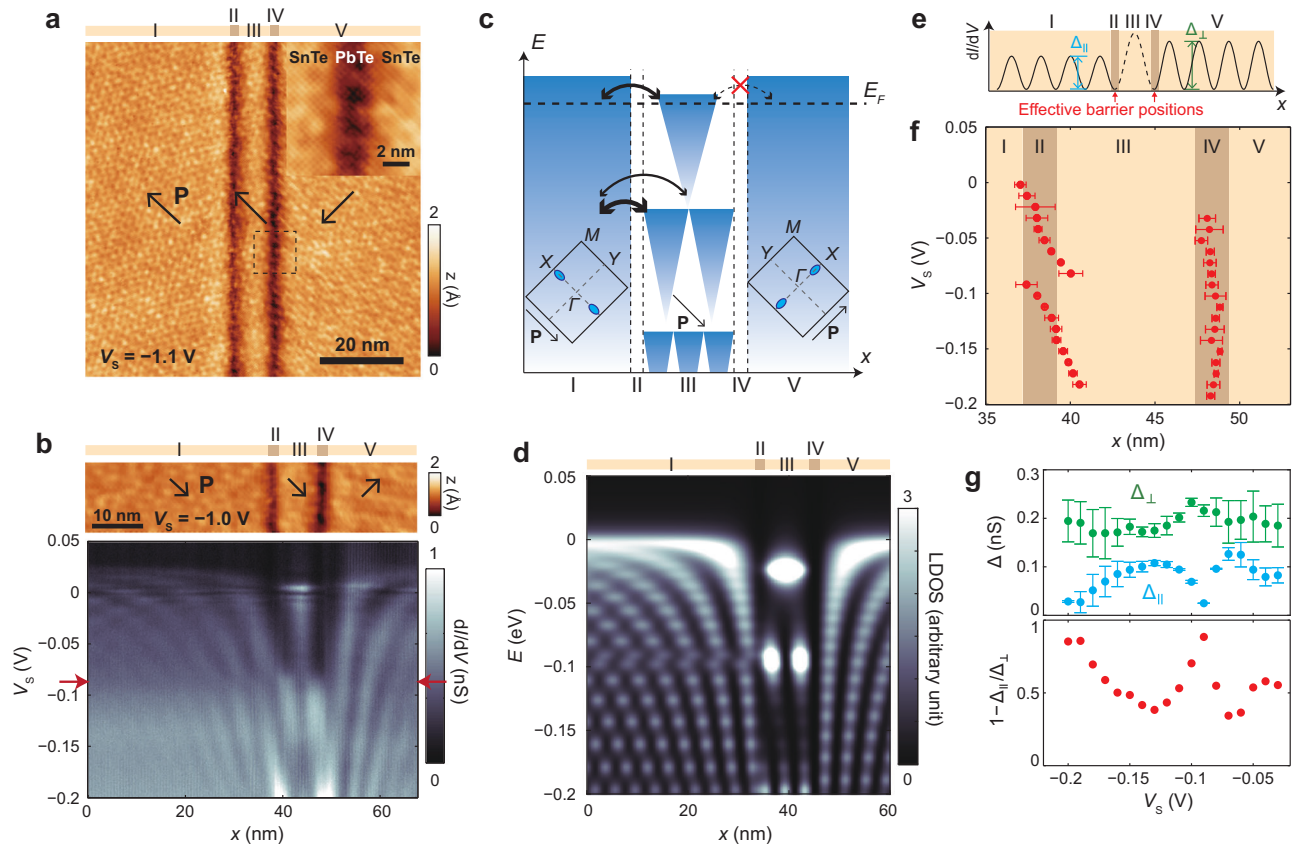 a
II IV
I III V
SnTe PbTe SnTe
2 nm
P
V_s = −1.1 V
20 nm
2
z (Å)
0
b
II IV
I III V
P
10 nm V_s = −1.0 V
2
z (Å)
0
0.05
0
−0.05
−0.1
−0.15
−0.2
V_s (V)
0 20 40 60
x (nm)
1
dI/dV (nS)
0
c
E
E_F
M
X Y
Γ
P
P
M
Y X
Γ
P
x
I II III IV V
d
II IV
I III V
0.05
0
−0.05
−0.1
−0.15
−0.2
E (eV)
0 20 40 60
x (nm)
3
LDOS (arbitrary unit)
0
e
I II III IV V
dI/dV
Δ∥
Δ⊥
x
Effective barrier positions
f
I II III IV V
0.05
0
−0.05
−0.1
−0.15
−0.2
V_s (V)
35 40 45 50
x (nm)
g
0.3
0.2
0.1
0
Δ (nS)
Δ⊥
Δ∥
1
0.5
0
1−Δ∥/Δ⊥
−0.2 −0.15 −0.1 −0.05
V_s (V)